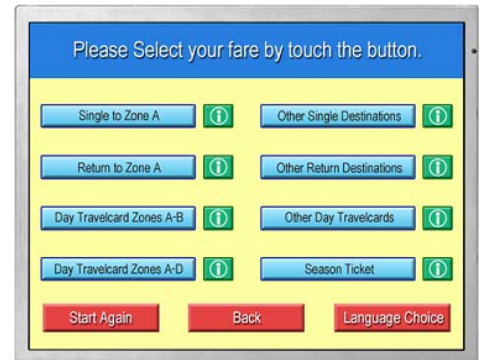 Please Select your fare by touch the button.
Single to Zone A
Other Single Destinations
Return to Zone A
Other Return Destinations
Day Travelcard Zones A-B
Other Day Travelcards
Day Travelcard Zones A-D
Season Ticket
Start Again
Back
Language Choice